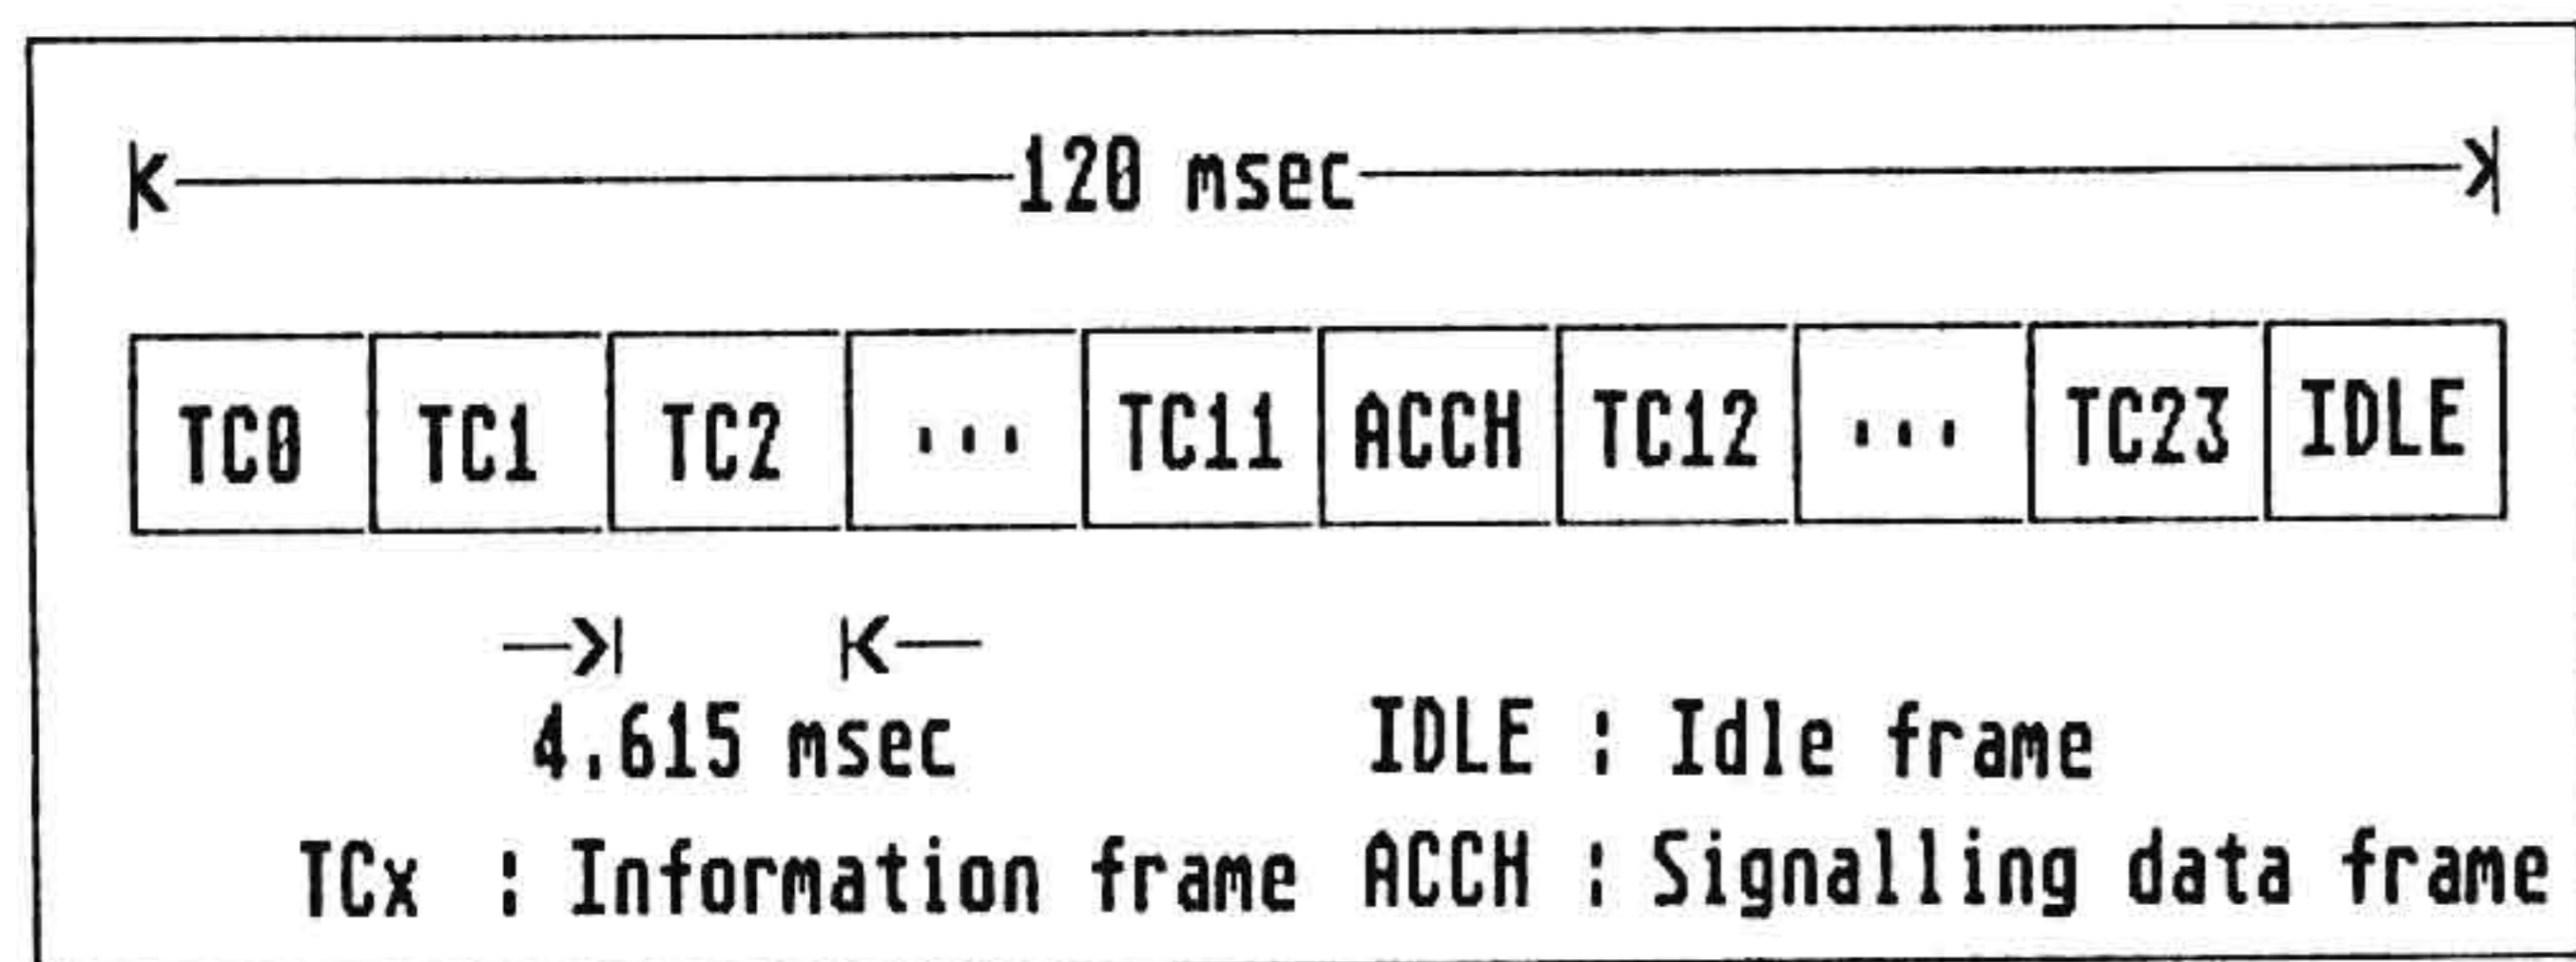 120 msec
TC0 TC1 TC2 ... TC11 ACCH TC12 ... TC23 IDLE
4.615 msec
IDLE : Idle frame
TCx : Information frame ACCH : Signalling data frame